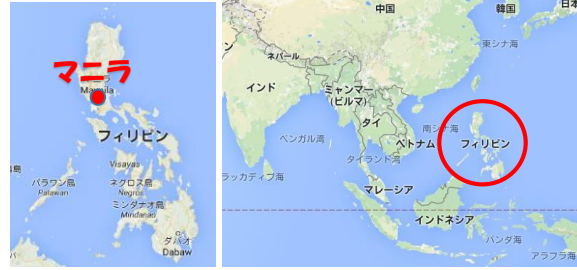 マニラ
Manila
フィリピン
Visayas
パラワン島
Palawan
ネグロス島
Negros
ミンダナオ島
Mindanao
ダバオ
Dabaw
中国
韓国
日本
東シナ海
ネパール
インド
ミャンマー
(ビルマ)
タイ
ベンガル湾
ベトナム
南シナ海
フィリピン
タイランド湾
ラッカディブ海
マレーシア
インドネシア
バンダ海
アラフラ海